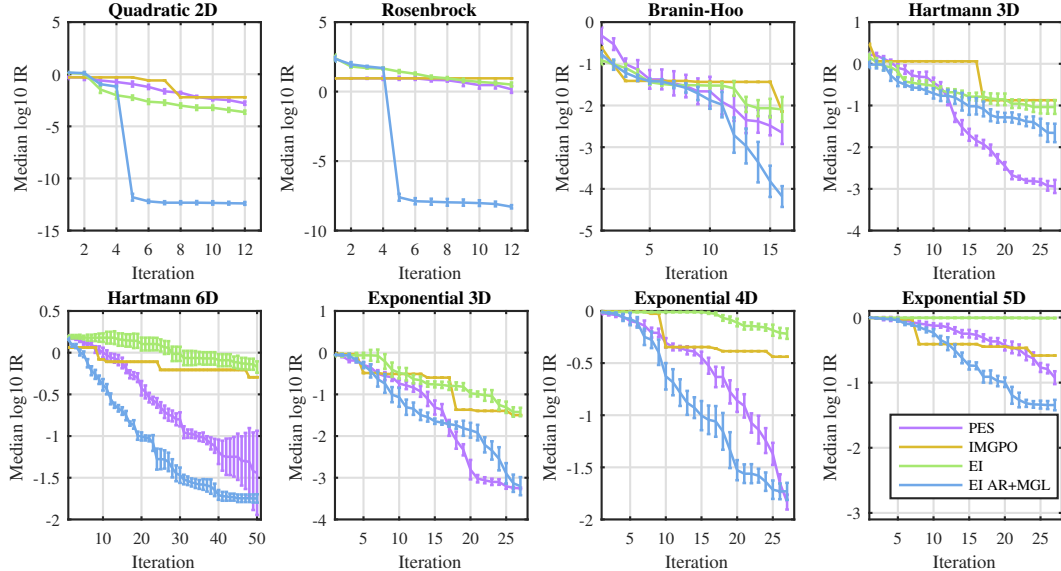 Quadratic 2D
Median log10 IR
5
0
-5
-10
-15
2 4 6 8 10 12
Iteration
Rosenbrock
Median log10 IR
5
0
-5
-10
2 4 6 8 10 12
Iteration
Branin-Hoo
Median log10 IR
0
-1
-2
-3
-4
-5
5 10 15
Iteration
Hartmann 3D
Median log10 IR
1
0
-1
-2
-3
-4
5 10 15 20 25
Iteration
Hartmann 6D
Median log10 IR
0.5
0
-0.5
-1
-1.5
-2
10 20 30 40 50
Iteration
Exponential 3D
Median log10 IR
1
0
-1
-2
-3
-4
5 10 15 20 25
Iteration
Exponential 4D
Median log10 IR
-0
-0.5
-1
-1.5
-2
5 10 15 20 25
Iteration
Exponential 5D
Median log10 IR
-0
-1
-2
-3
5 10 15 20 25
Iteration
PES
IMGPO
EI
EI AR+MGL